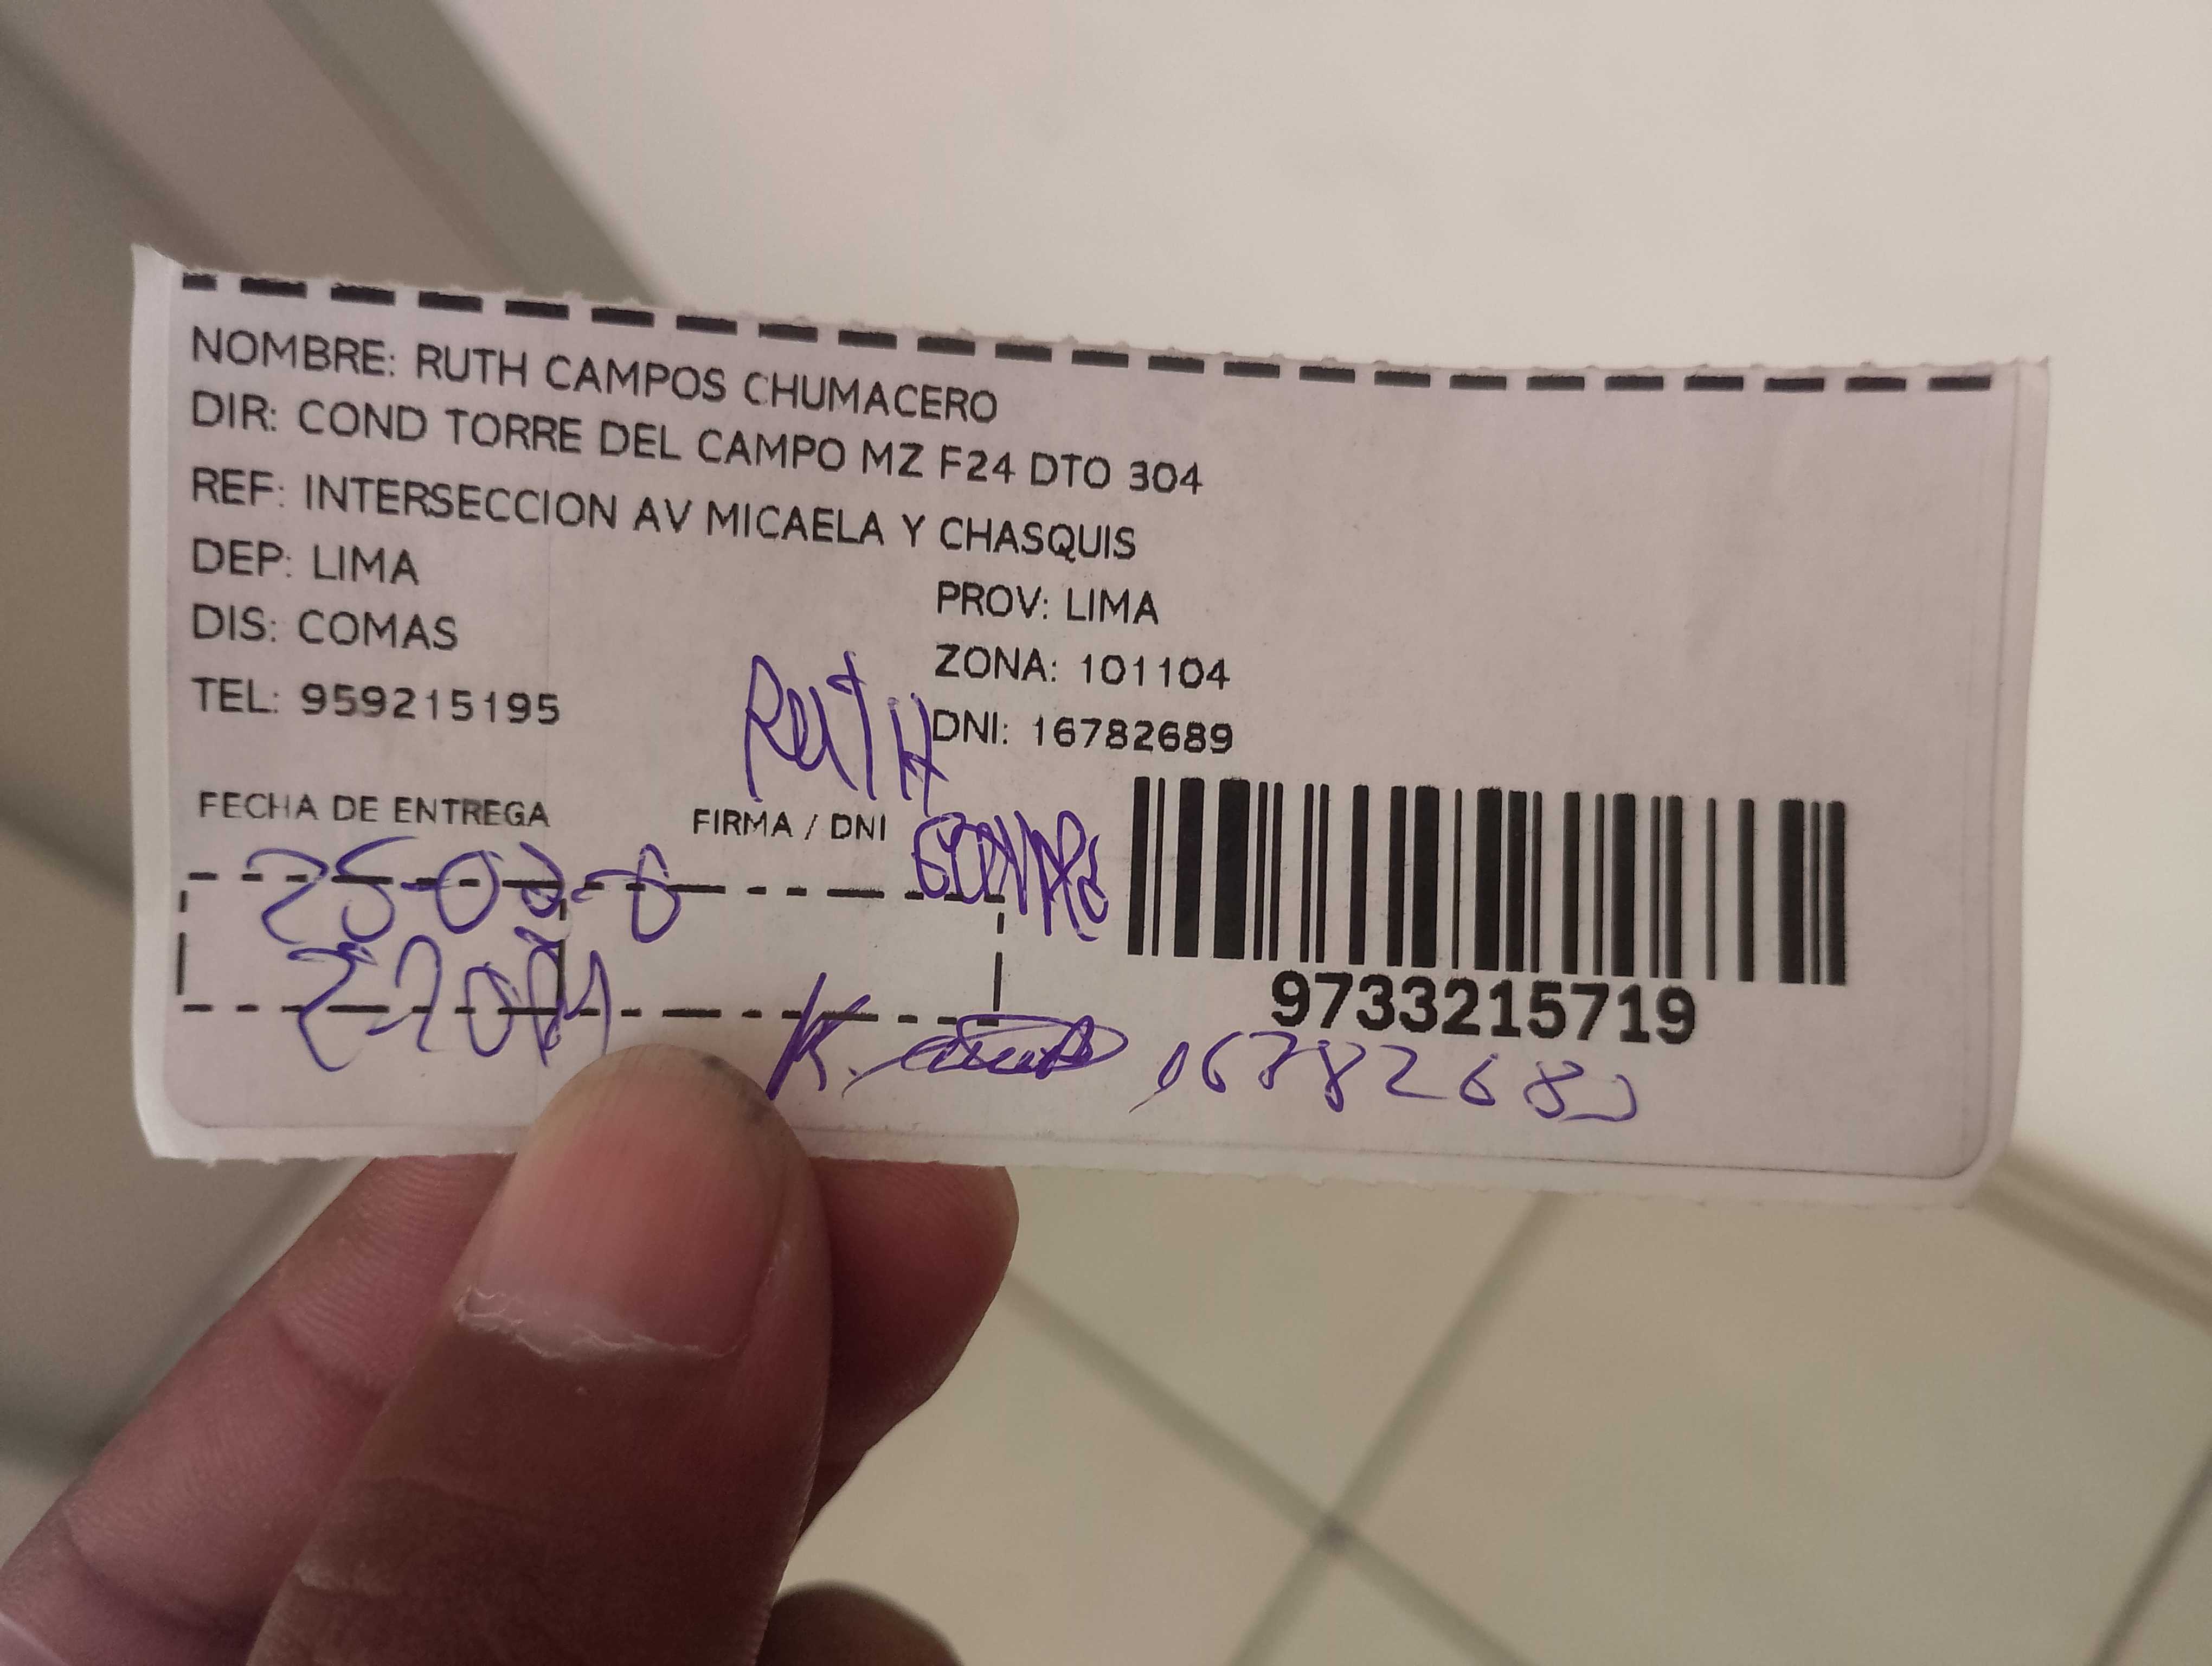 NOMBRE: RUTH CAMPOS CHUMACERO
DIR: COND TORRE DEL CAMPO MZ F24 DTO 304
REF: INTERSECCION AV MICAELA Y CHASQUIS
DEP: LIMA
PROV: LIMA
DIS: COMAS
ZONA: 101104
TEL: 959215195
DNI: 16782689
RUTH
FECHA DE ENTREGA
FIRMA / DNI
9733215719
16782689